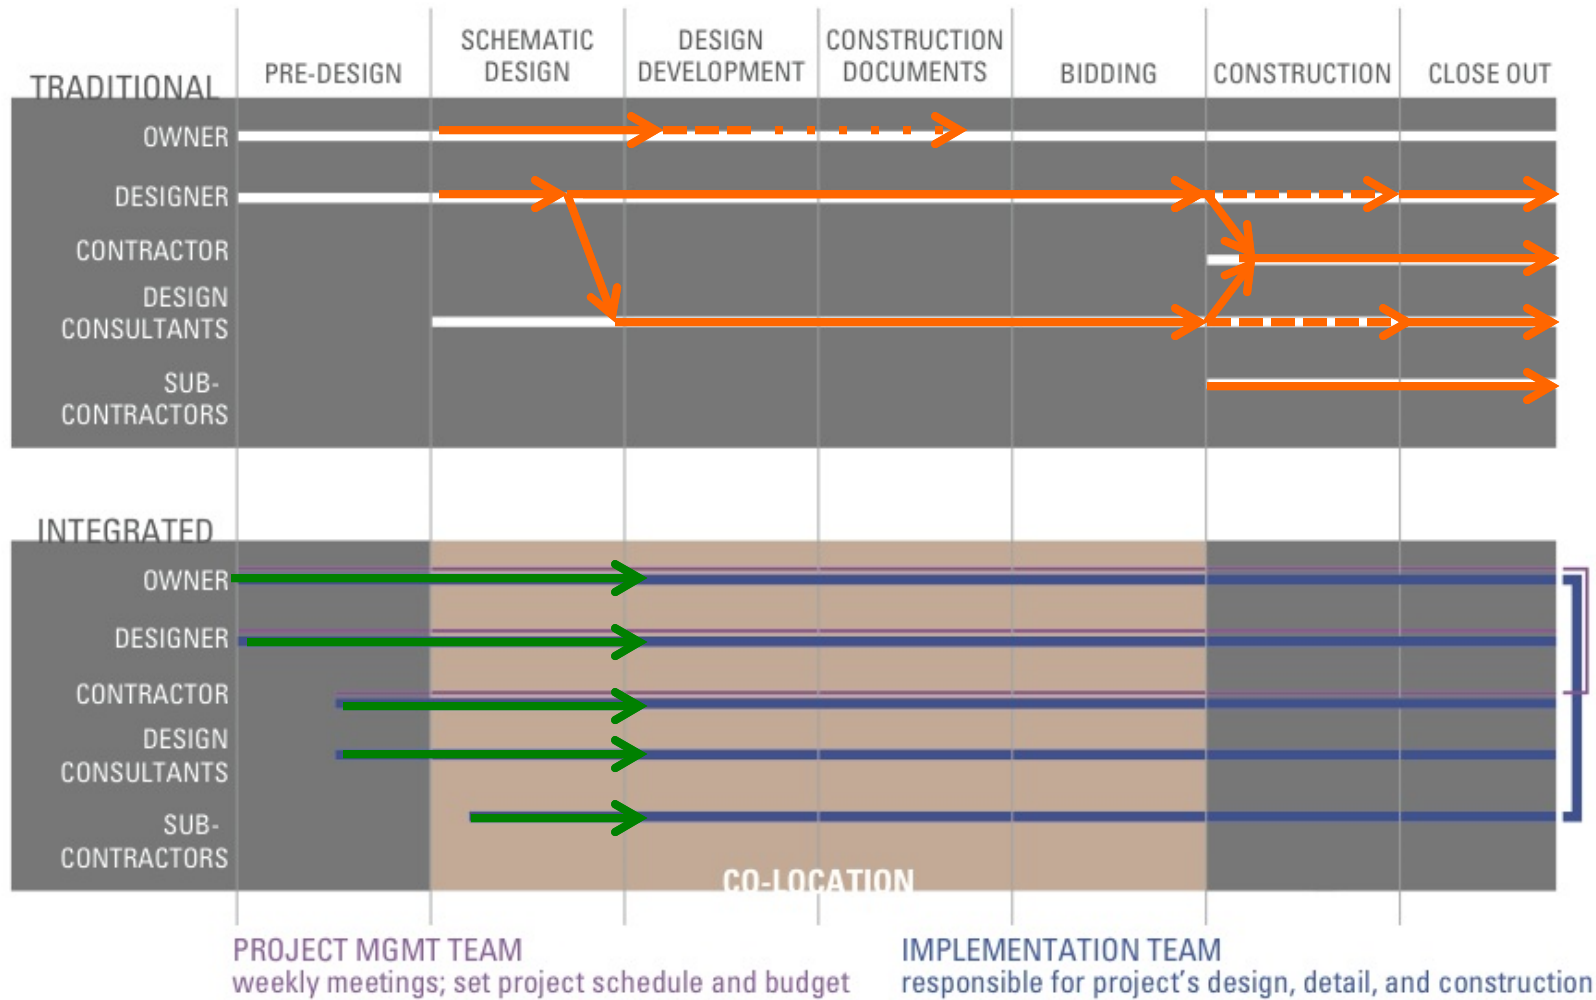 SCHEMATIC DESIGN CONSTRUCTION
PRE-DESIGN DESIGN DEVELOPMENT DOCUMENTS BIDDING CONSTRUCTION CLOSE OUT
TRADITIONAL
OWNER
DESIGNER
CONTRACTOR
DESIGN
CONSULTANTS
SUB-
CONTRACTORS
INTEGRATED
OWNER
DESIGNER
CONTRACTOR
DESIGN
CONSULTANTS
SUB-
CONTRACTORS
CO-LOCATION
PROJECT MGMT TEAM
weekly meetings; set project schedule and budget
IMPLEMENTATION TEAM
responsible for project's design, detail, and construction